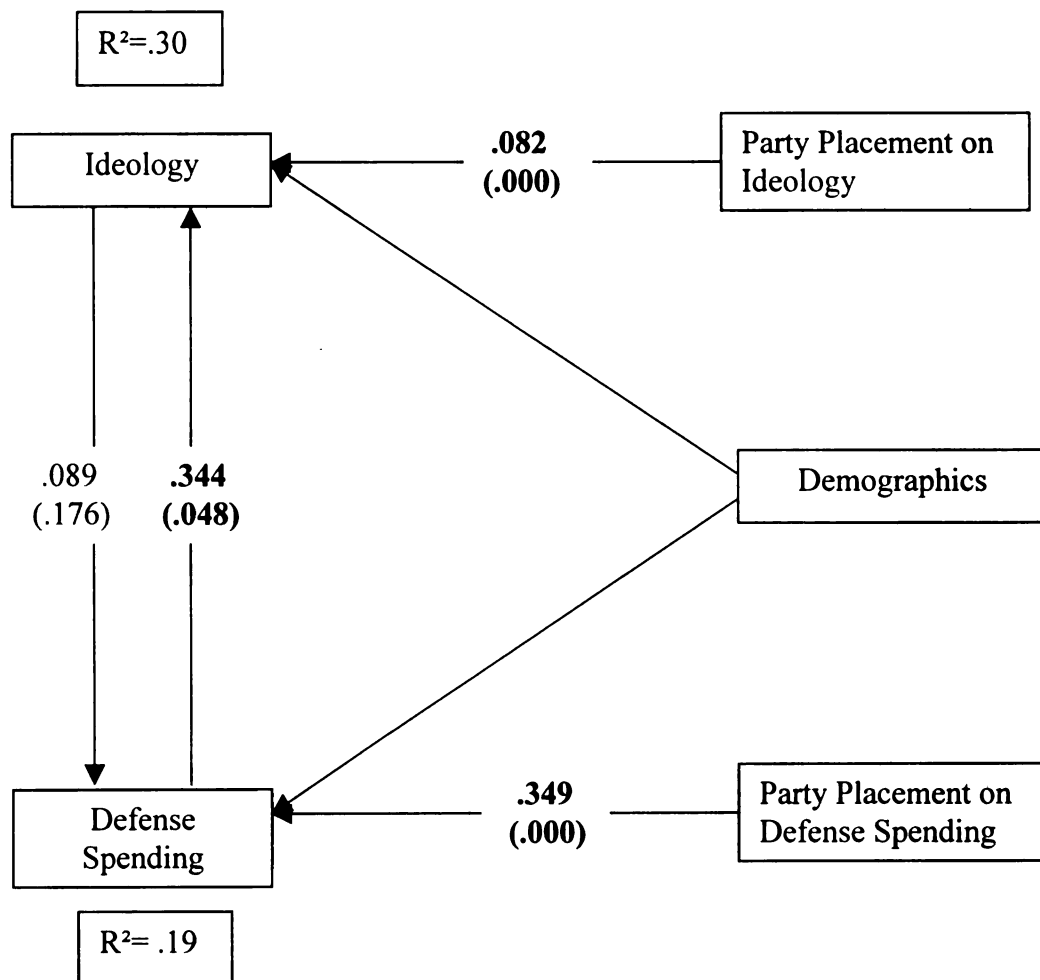 R²=.30
Ideology
.082
(.000)
Party Placement on
Ideology
.089
(.176)
.344
(.048)
Demographics
Defense
Spending
.349
(.000)
Party Placement on
Defense Spending
R²= .19